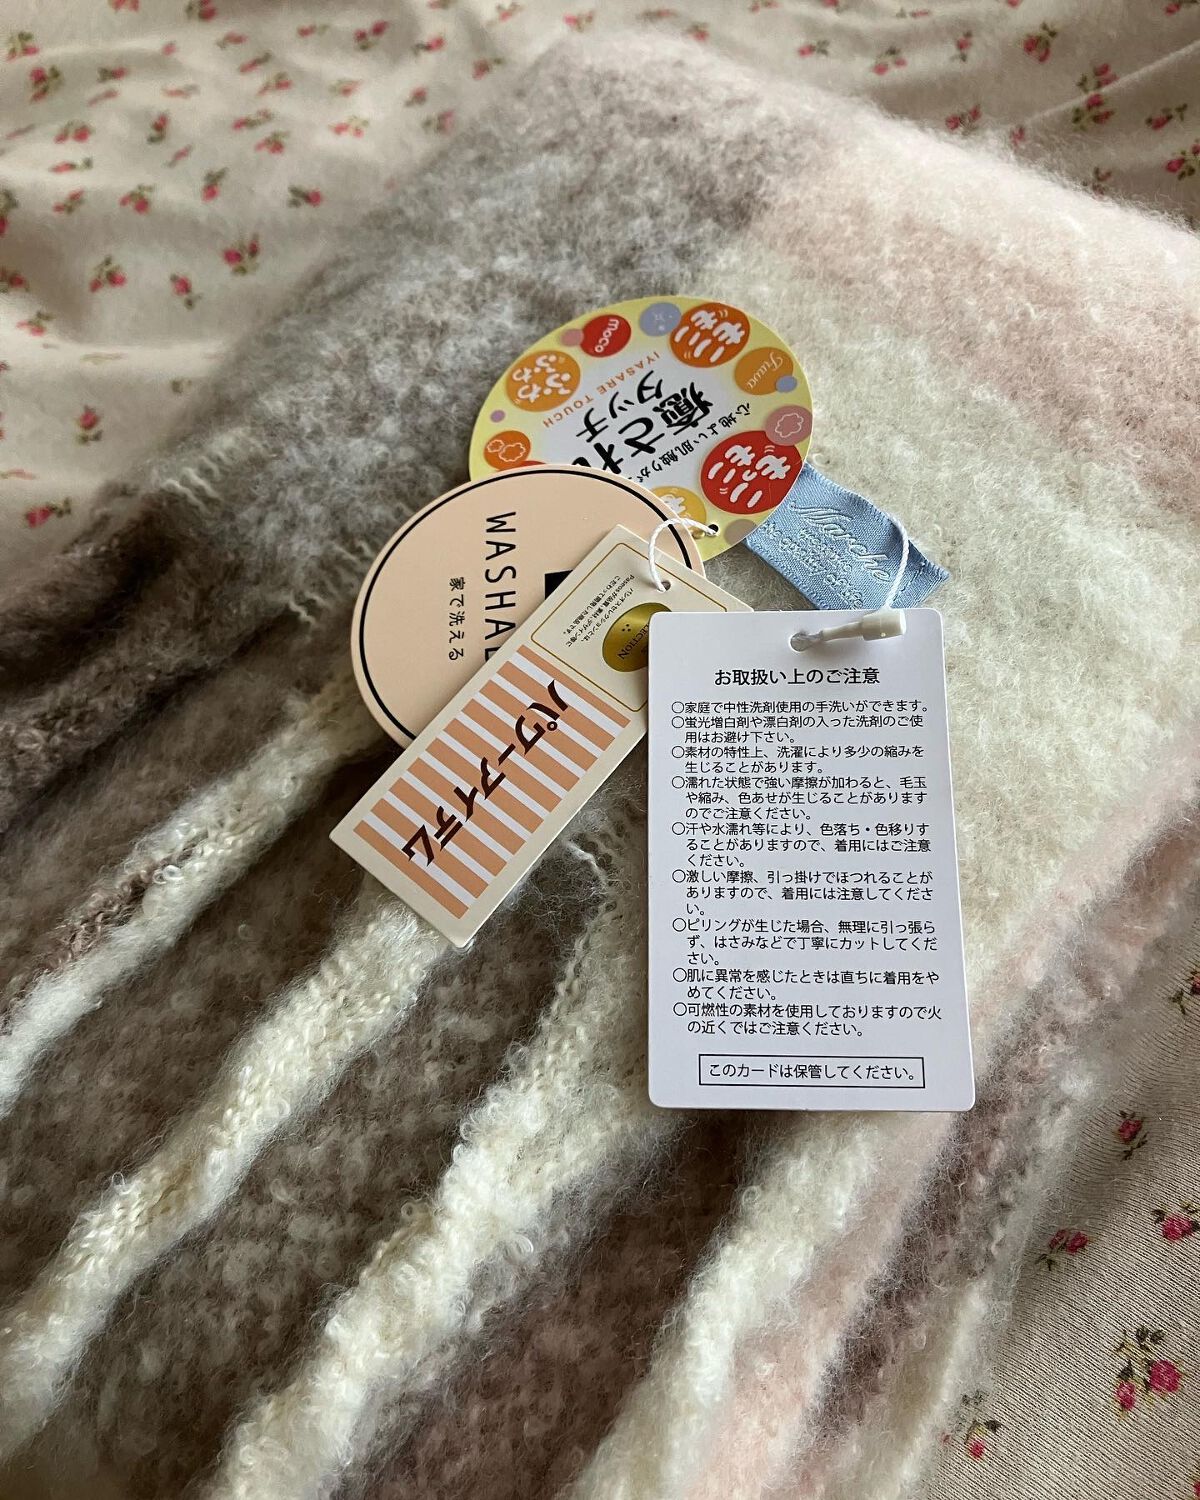 もこ
もこ
moco
Fuwa
ふわ
ふわ
IYASARE TOUCH
癒され
タッチ
心地よい肌触りが
もこ
もこ
WASHAB
家で洗える
パワーアイテム
Marche
お取扱い上のご注意
○家庭で中性洗剤使用の手洗いができます。
○蛍光増白剤や漂白剤の入った洗剤のご使
用はお避け下さい。
○素材の特性上、洗濯により多少の縮みを
生じることがあります。
○濡れた状態で強い摩擦が加わると、毛玉
や縮み、色あせが生じることがあります
のでご注意ください。
○汗や水濡れ等により、色落ち・色移りす
ることがありますので、着用にはご注意
ください。
○激しい摩擦、引っ掛けでほつれることが
ありますので、着用には注意してくださ
い。
○ピリングが生じた場合、無理に引っ張ら
ず、はさみなどで丁寧にカットしてくだ
さい。
○肌に異常を感じたときは直ちに着用をや
めてください。
○可燃性の素材を使用しておりますので火
の近くではご注意ください。
このカードは保管してください。